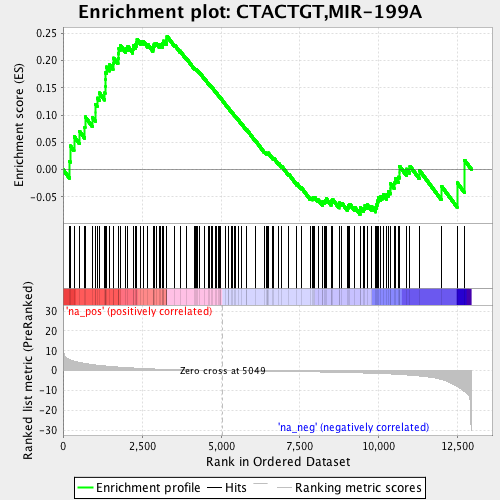 Enrichment plot: CTACTGT,MIR-199A
Enrichment score (ES)
0.25
0.20
0.15
0.10
0.05
0.00
-0.05
'na_pos' (positively correlated)
Ranked list metric (PreRanked)
30
20
10
0
-10
-20
-30
Zero cross at 5049
'na_neg' (negatively correlated)
0
2,500
5,000
7,500
10,000
12,500
Rank in Ordered Dataset
Enrichment profile
Hits
Ranking metric scores